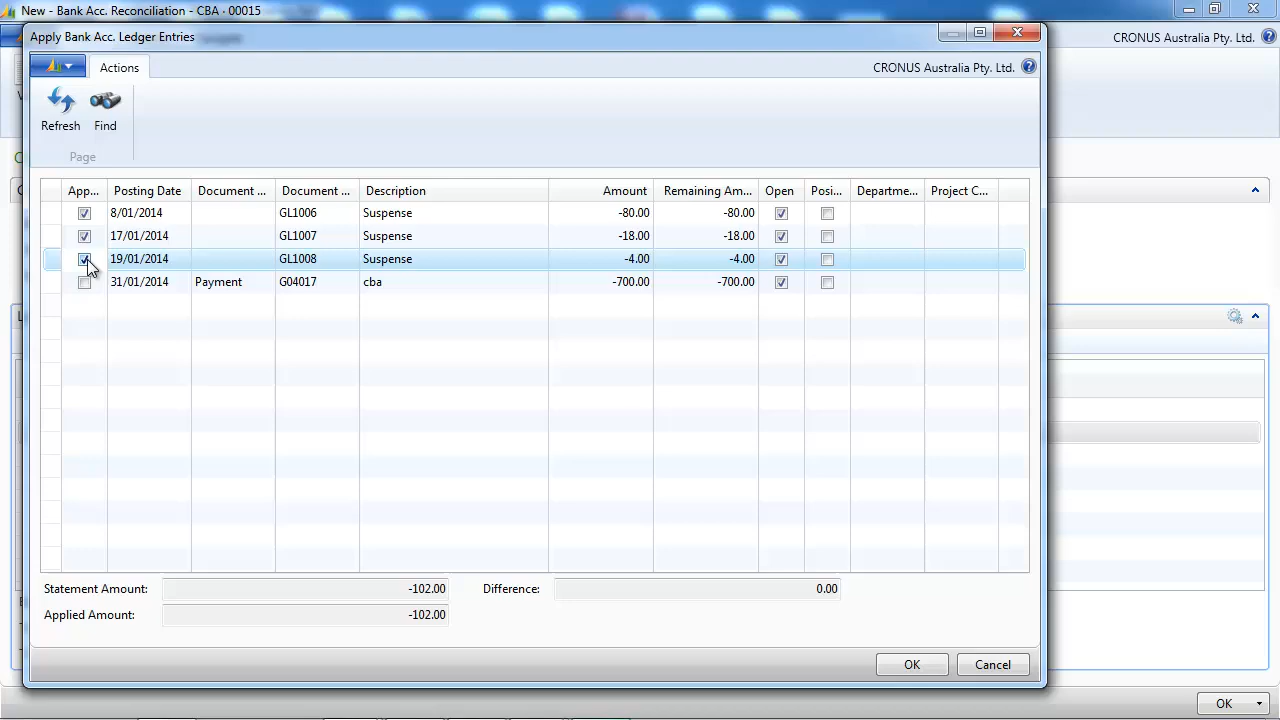 New - Bank Acc. Reconciliation - CBA - 00015
Apply Bank Acc. Ledger Entries
CRONUS Australia Pty. Ltd.
Actions
CRONUS Australia Pty. Ltd.
Refresh Find
Page
App... Posting Date Document ... Document ... Description Amount Remaining Am... Open Posi... Departme... Project C...
8/01/2014 GL1006 Suspense -80.00 -80.00
17/01/2014 GL1007 Suspense -18.00 -18.00
19/01/2014 GL1008 Suspense -4.00 -4.00
31/01/2014 Payment G04017 cba -700.00 -700.00
Statement Amount: -102.00 Difference: 0.00
Applied Amount: -102.00
OK Cancel
OK